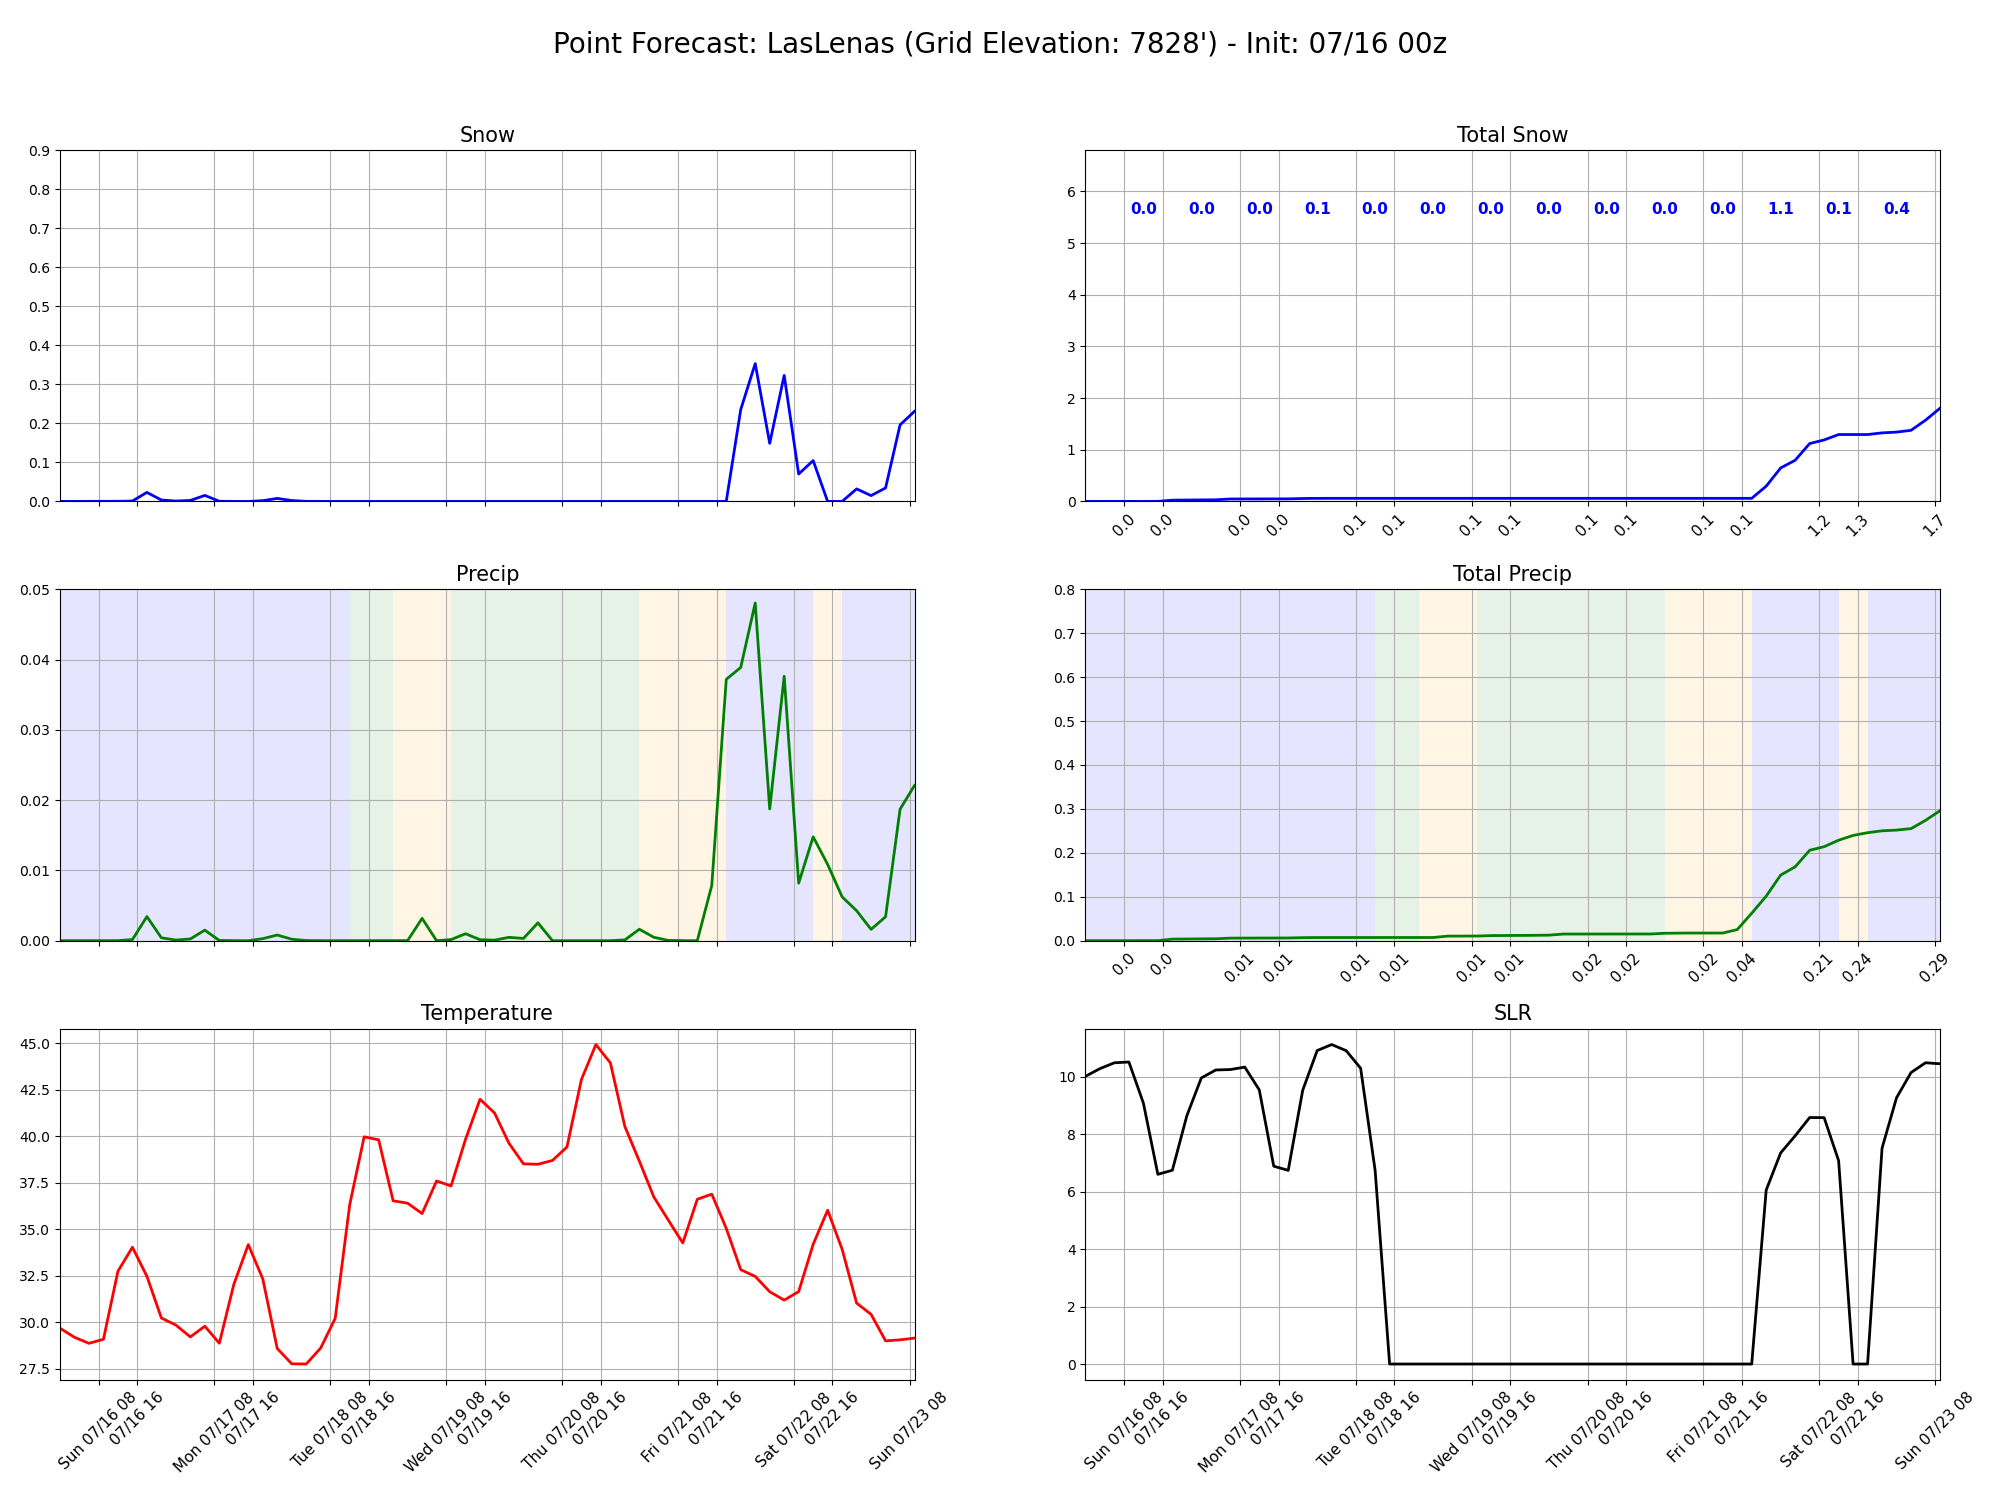 Point Forecast: LasLenas (Grid Elevation: 7828') - Init: 07/16 00z
Snow
0.9
0.8
0.7
0.6
0.5
0.4
0.3
0.2
0.1
0.0
Total Snow
6
5
4
3
2
1
0
0.0 0.0 0.0 0.1 0.0 0.0 0.0 0.0 0.0 0.0 0.0 1.1 0.1 0.4
0.0 0.0 0.0 0.0 0.1 0.1 0.1 0.1 0.1 0.1 0.1 0.1 1.2 1.3 1.7
Precip
0.05
0.04
0.03
0.02
0.01
0.00
Total Precip
0.8
0.7
0.6
0.5
0.4
0.3
0.2
0.1
0.0
0.0 0.0 0.01 0.01 0.01 0.01 0.01 0.01 0.02 0.02 0.02 0.04 0.21 0.24 0.29
Temperature
45.0
42.5
40.0
37.5
35.0
32.5
30.0
27.5
Sun 07/16 08
07/16 16
Mon 07/17 08
07/17 16
Tue 07/18 08
07/18 16
Wed 07/19 08
07/19 16
Thu 07/20 08
07/20 16
Fri 07/21 08
07/21 16
Sat 07/22 08
07/22 16
Sun 07/23 08
SLR
10
8
6
4
2
0
Sun 07/16 08
07/16 16
Mon 07/17 08
07/17 16
Tue 07/18 08
07/18 16
Wed 07/19 08
07/19 16
Thu 07/20 08
07/20 16
Fri 07/21 08
07/21 16
Sat 07/22 08
07/22 16
Sun 07/23 08